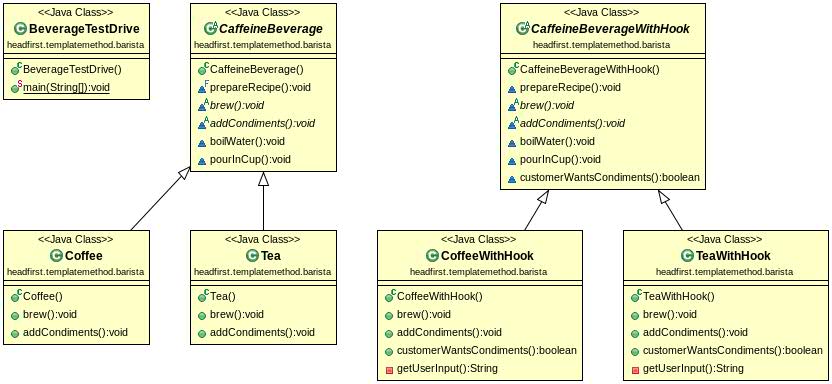 <<Java Class>>
BeverageTestDrive
headfirst.templatemethod.barista
BeverageTestDrive()
main(String[]):void
<<Java Class>>
CaffeineBeverage
headfirst.templatemethod.barista
CaffeineBeverage()
prepareRecipe():void
brew():void
addCondiments():void
boilWater():void
pourInCup():void
<<Java Class>>
CaffeineBeverageWithHook
headfirst.templatemethod.barista
CaffeineBeverageWithHook()
prepareRecipe():void
brew():void
addCondiments():void
boilWater():void
pourInCup():void
customerWantsCondiments():boolean
<<Java Class>>
Coffee
headfirst.templatemethod.barista
Coffee()
brew():void
addCondiments():void
<<Java Class>>
Tea
headfirst.templatemethod.barista
Tea()
brew():void
addCondiments():void
<<Java Class>>
CoffeeWithHook
headfirst.templatemethod.barista
CoffeeWithHook()
brew():void
addCondiments():void
customerWantsCondiments():boolean
getUserInput():String
<<Java Class>>
TeaWithHook
headfirst.templatemethod.barista
TeaWithHook()
brew():void
addCondiments():void
customerWantsCondiments():boolean
getUserInput():String